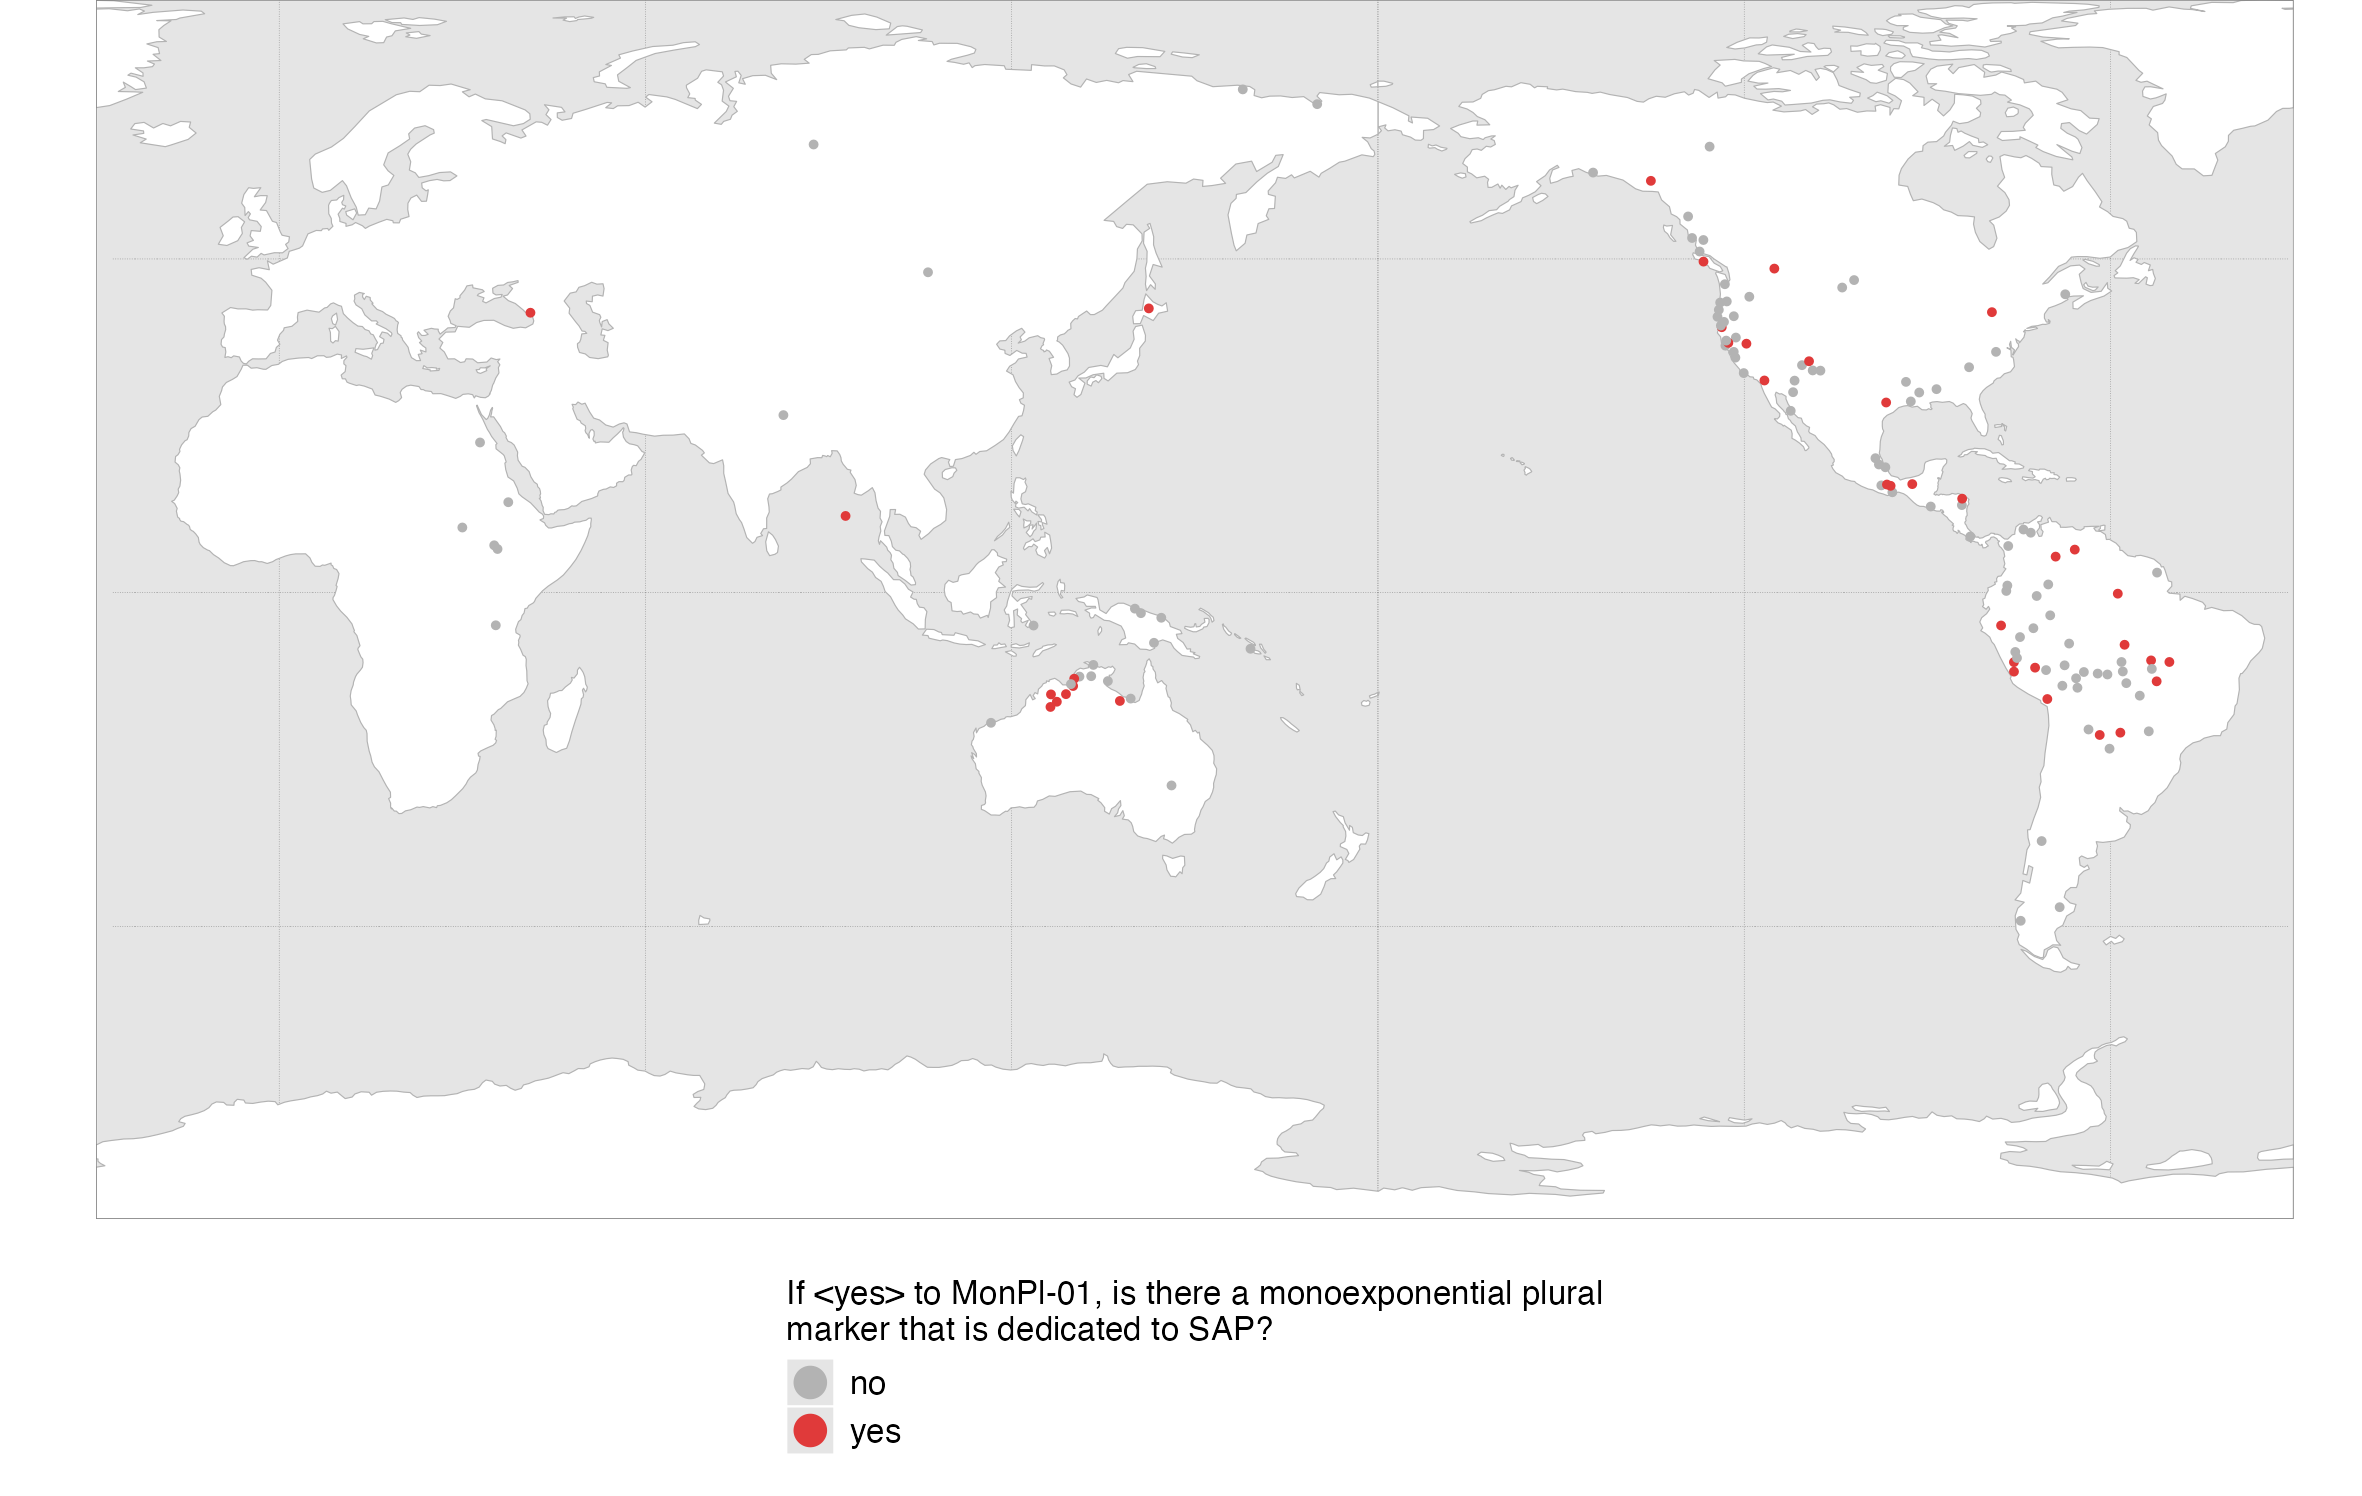 If <yes> to MonPl-01, is there a monoexponential plural
marker that is dedicated to SAP?
no
yes